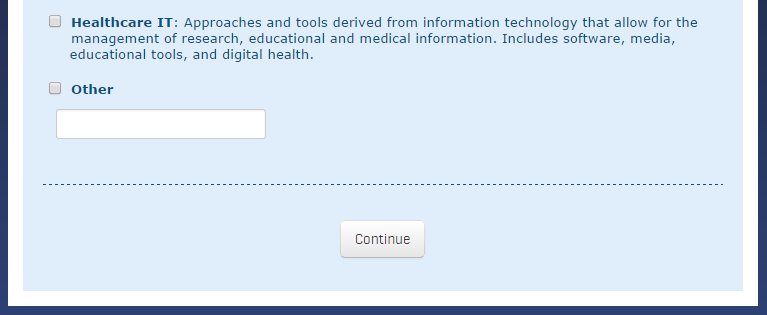 Healthcare IT: Approaches and tools derived from information technology that allow for the
management of research, educational and medical information. Includes software, media,
educational tools, and digital health.
Other
Continue